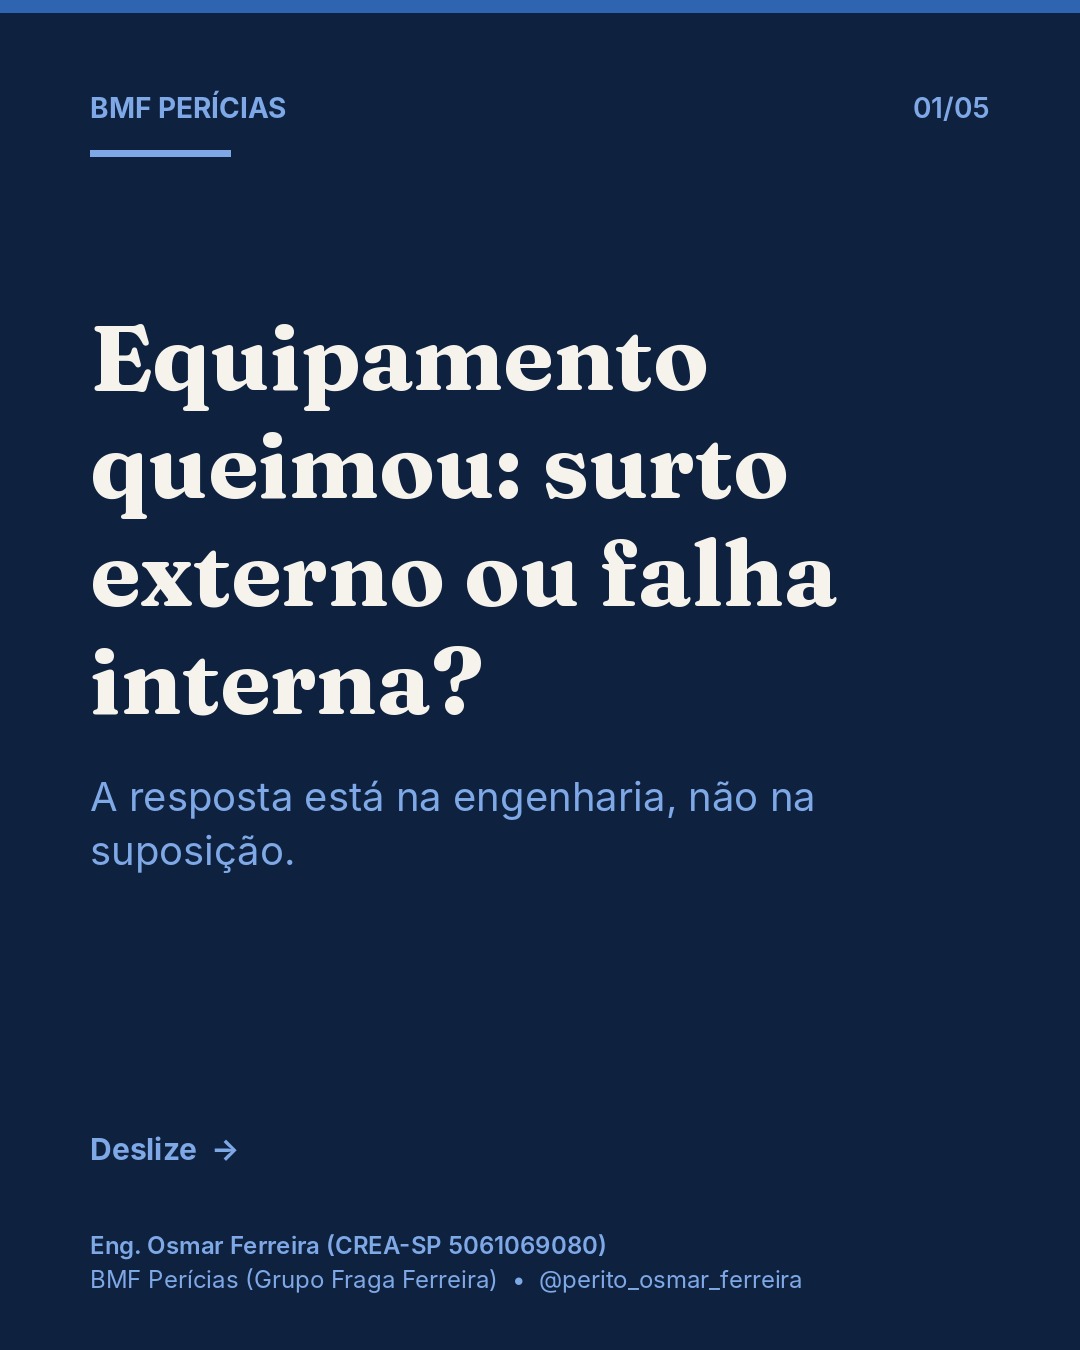 BMF PERÍCIAS
01/05
Equipamento
queimou: surto
externo ou falha
interna?
A resposta está na engenharia, não na
suposição.
Deslize →
Eng. Osmar Ferreira (CREA-SP 5061069080)
BMF Perícias (Grupo Fraga Ferreira) • @perito_osmar_ferreira